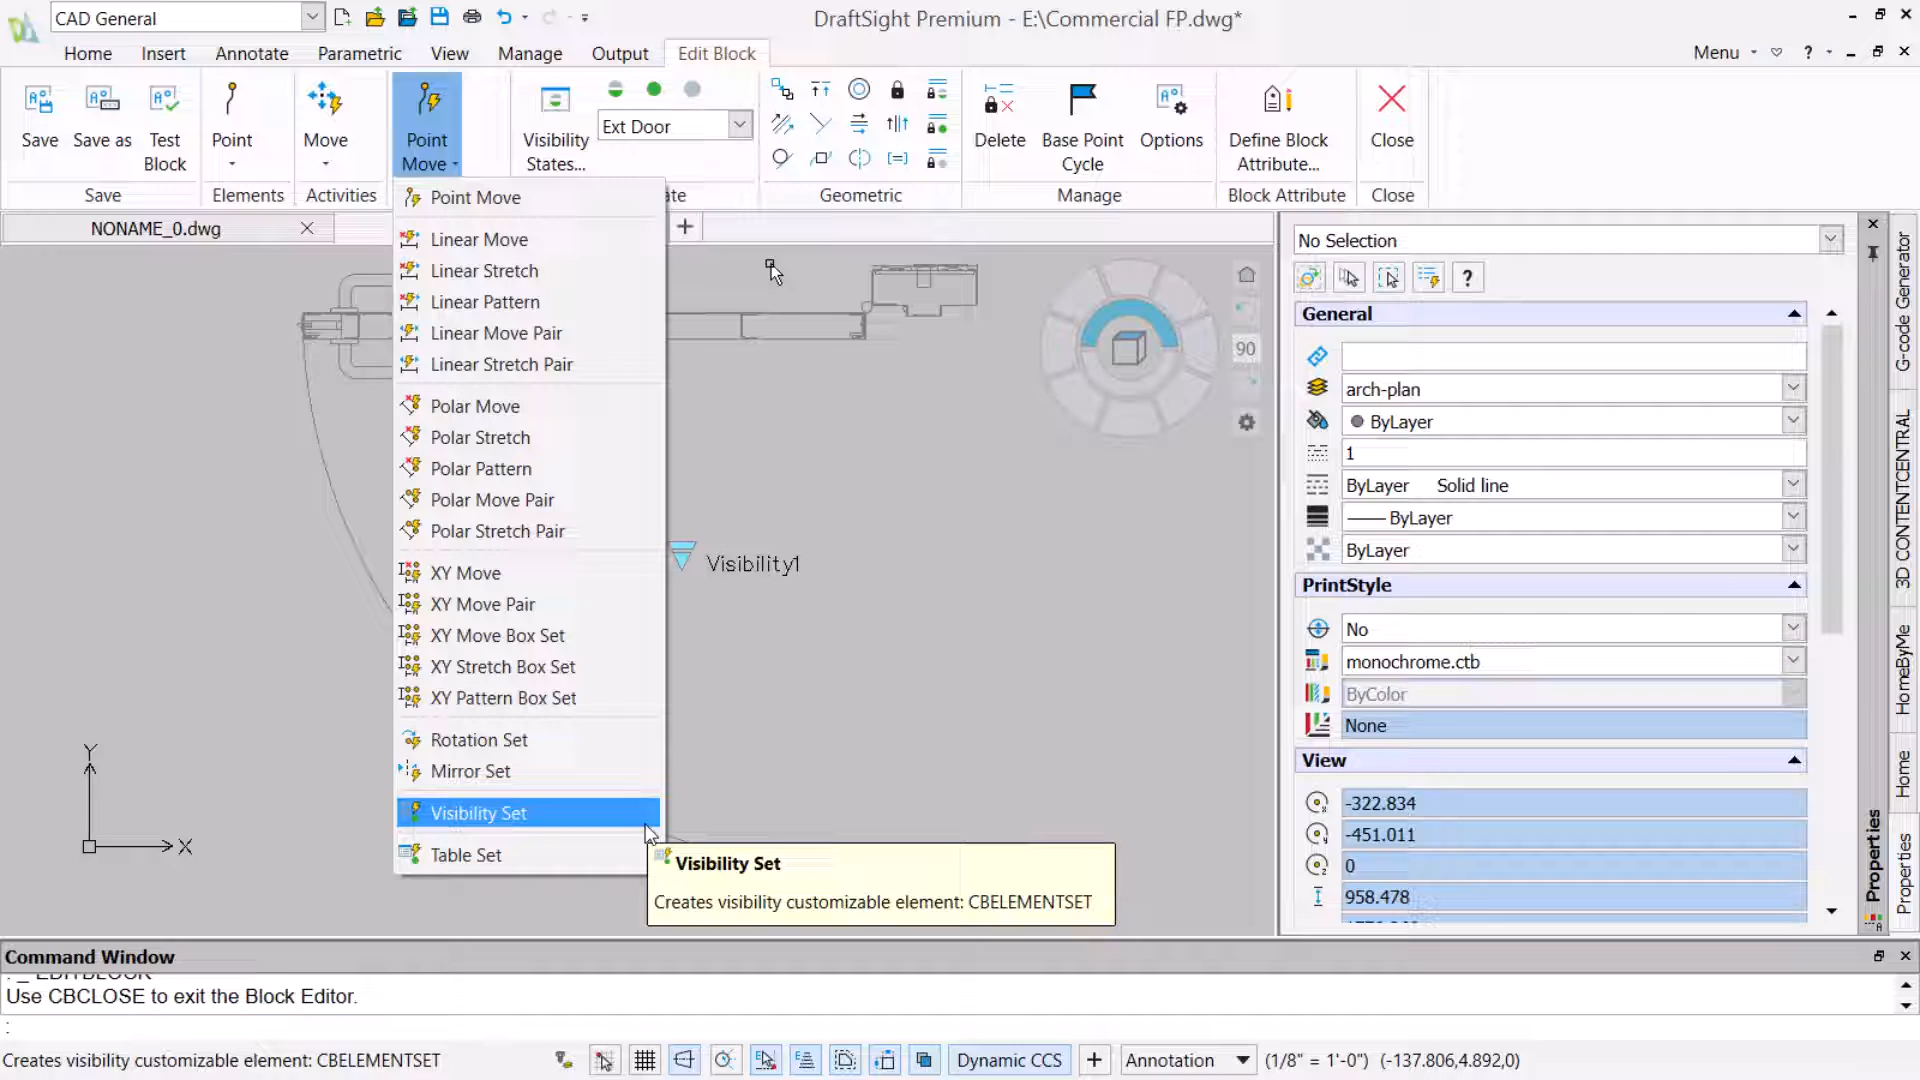 CAD General
DraftSight Premium - E:\Commercial FP.dwg*
Home Insert Annotate Parametric View Manage Output Edit Block
Menu ?
Save Save as Test Block
Point
Move
Point Move
Visibility States...
Ext Door
Delete Base Point Cycle Options
Define Block Attribute...
Close
Save Elements Activities Geometric Manage Block Attribute Close
NONAME_0.dwg
Point Move
Linear Move
Linear Stretch
Linear Pattern
Linear Move Pair
Linear Stretch Pair
Polar Move
Polar Stretch
Polar Pattern
Polar Move Pair
Polar Stretch Pair
XY Move
XY Move Pair
XY Move Box Set
XY Stretch Box Set
XY Pattern Box Set
Rotation Set
Mirror Set
Visibility Set
Table Set
Visibility Set
Creates visibility customizable element: CBELEMENTSET
Visibility1
90
Y
X
No Selection
?
General
arch-plan
ByLayer
1
ByLayer Solid line
ByLayer
ByLayer
PrintStyle
No
monochrome.ctb
ByColor
None
View
-322.834
-451.011
0
958.478
Properties
G-code Generator
3D CONTENTCENTRAL
HomeByMe
Home
Properties
Command Window
Use CBCLOSE to exit the Block Editor.
:
Creates visibility customizable element: CBELEMENTSET
Dynamic CCS
Annotation
(1/8" = 1'-0") (-137.806,4.892,0)